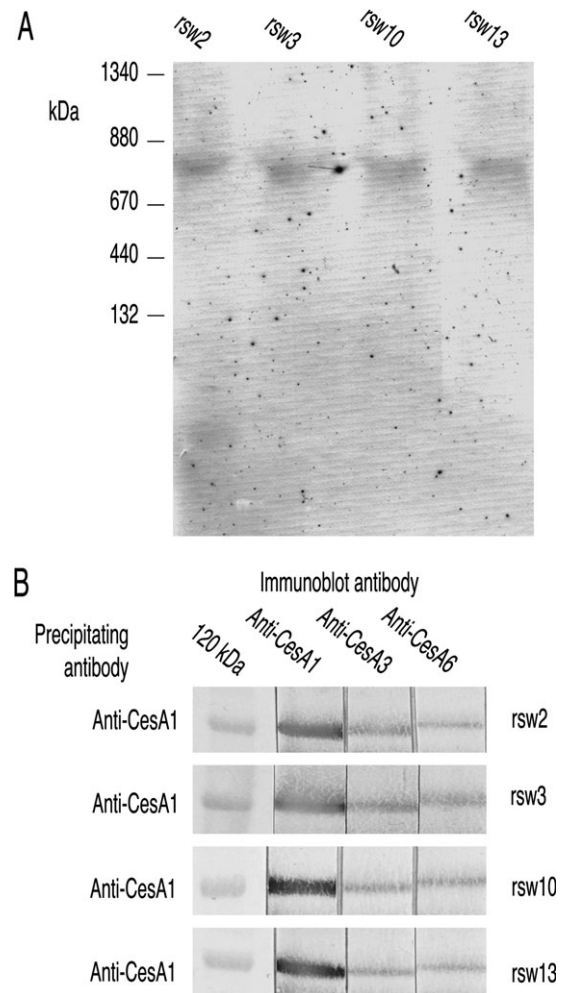 A
rsw2 rsw3 rsw10 rsw13
1340
kDa
880
670
440
132
B
Immunoblot antibody
Precipitating antibody
120 kDa Anti-CesA1 Anti-CesA3 Anti-CesA6
Anti-CesA1 rsw2
Anti-CesA1 rsw3
Anti-CesA1 rsw10
Anti-CesA1 rsw13